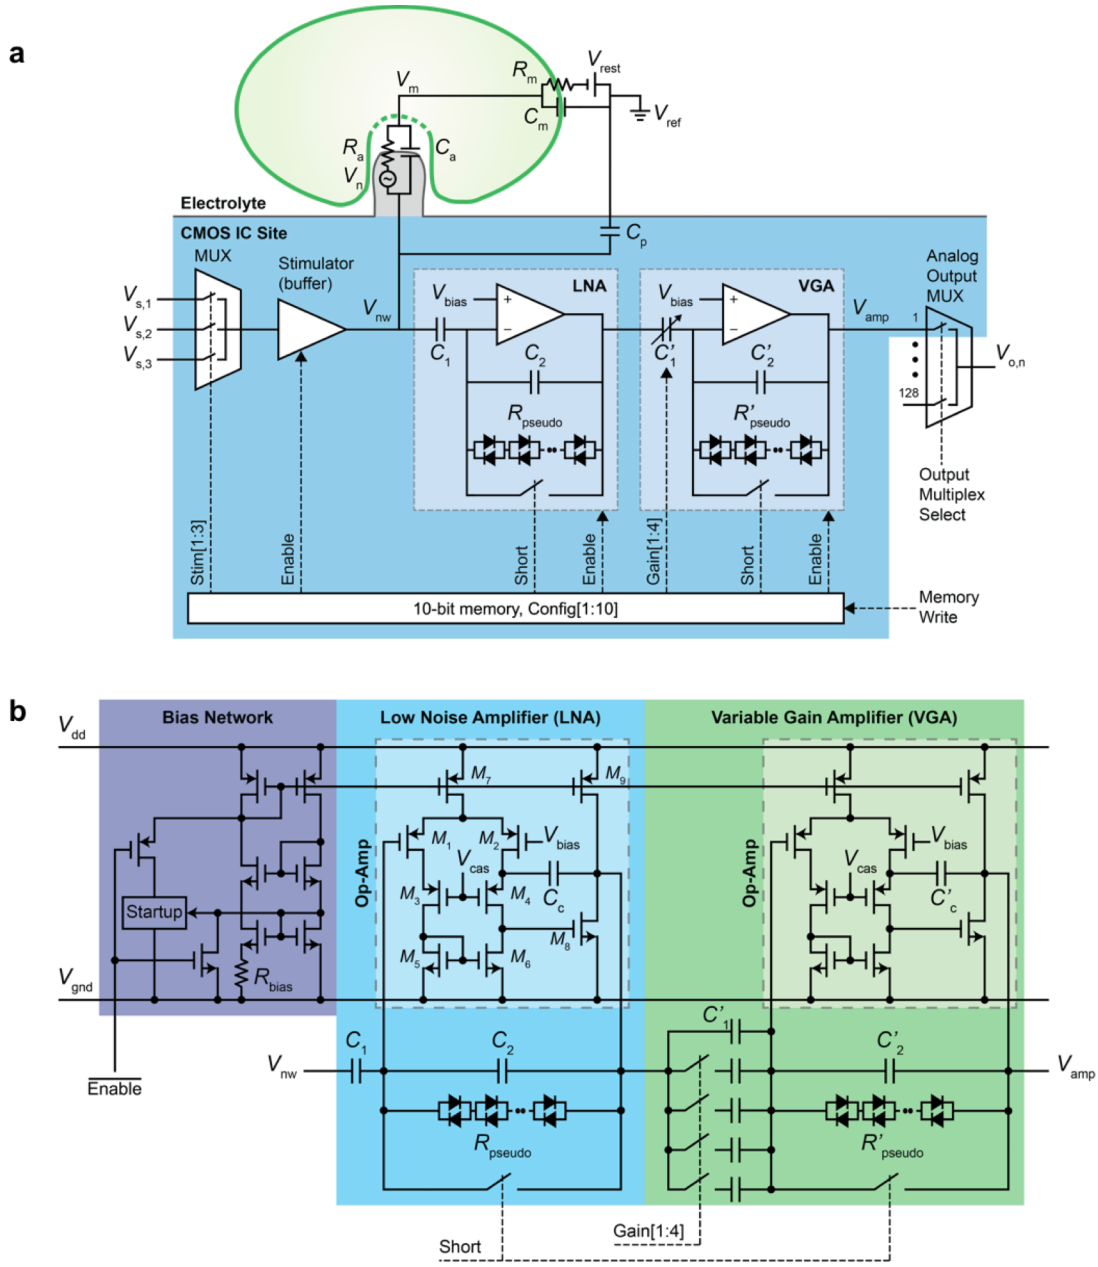 a
V_rest
R_m
V_m
C_m
V_ref
R_a
C_a
V_n
Electrolyte
CMOS IC Site
C_p
MUX
Stimulator
(buffer)
LNA
VGA
Analog
Output
MUX
V_s,1
V_s,2
V_s,3
V_nw
V_bias
+
−
V_bias
+
−
V_amp
1
128
V_o,n
C_1
C_2
C'_1
C'_2
R_pseudo
R'_pseudo
Output
Multiplex
Select
Stim[1:3]
Enable
Short
Enable
Gain[1:4]
Short
Enable
10-bit memory, Config[1:10]
Memory
Write
b
Bias Network
Low Noise Amplifier (LNA)
Variable Gain Amplifier (VGA)
V_dd
M_7
M_9
M_1
M_2
V_bias
V_bias
Op-Amp
V_cas
Op-Amp
V_cas
M_3
M_4
C_c
C'_c
Startup
M_8
M_5
M_6
V_gnd
R_bias
C'_1
C_1
C_2
C'_2
V_nw
V_amp
Enable
R_pseudo
R'_pseudo
Gain[1:4]
Short